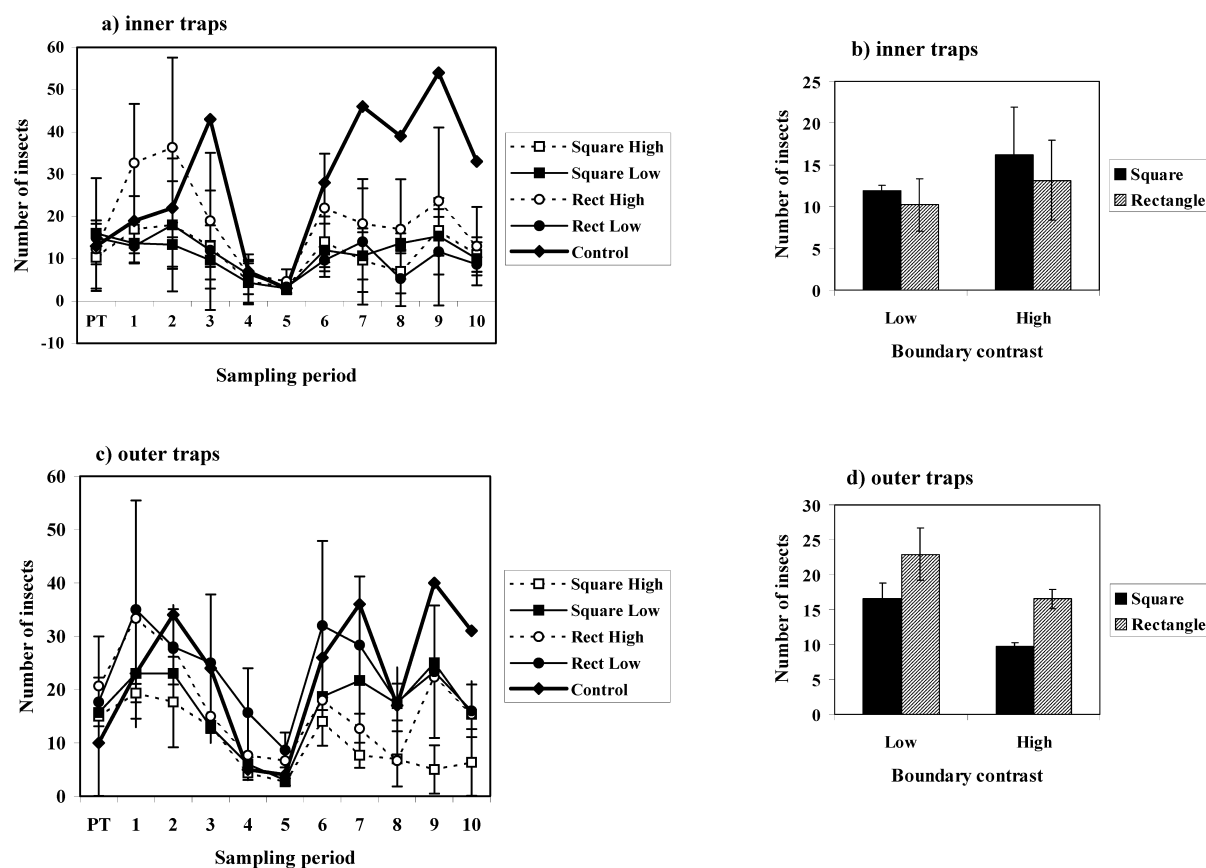 a) inner traps
60
50
40
30
20
10
0
-10
Number of insects
PT 1 2 3 4 5 6 7 8 9 10
Sampling period
Square High
Square Low
Rect High
Rect Low
Control
b) inner traps
25
20
15
10
5
0
Number of insects
Low High
Boundary contrast
Square
Rectangle
c) outer traps
60
50
40
30
20
10
0
Number of insects
PT 1 2 3 4 5 6 7 8 9 10
Sampling period
Square High
Square Low
Rect High
Rect Low
Control
d) outer traps
30
25
20
15
10
5
0
Number of insects
Low High
Boundary contrast
Square
Rectangle